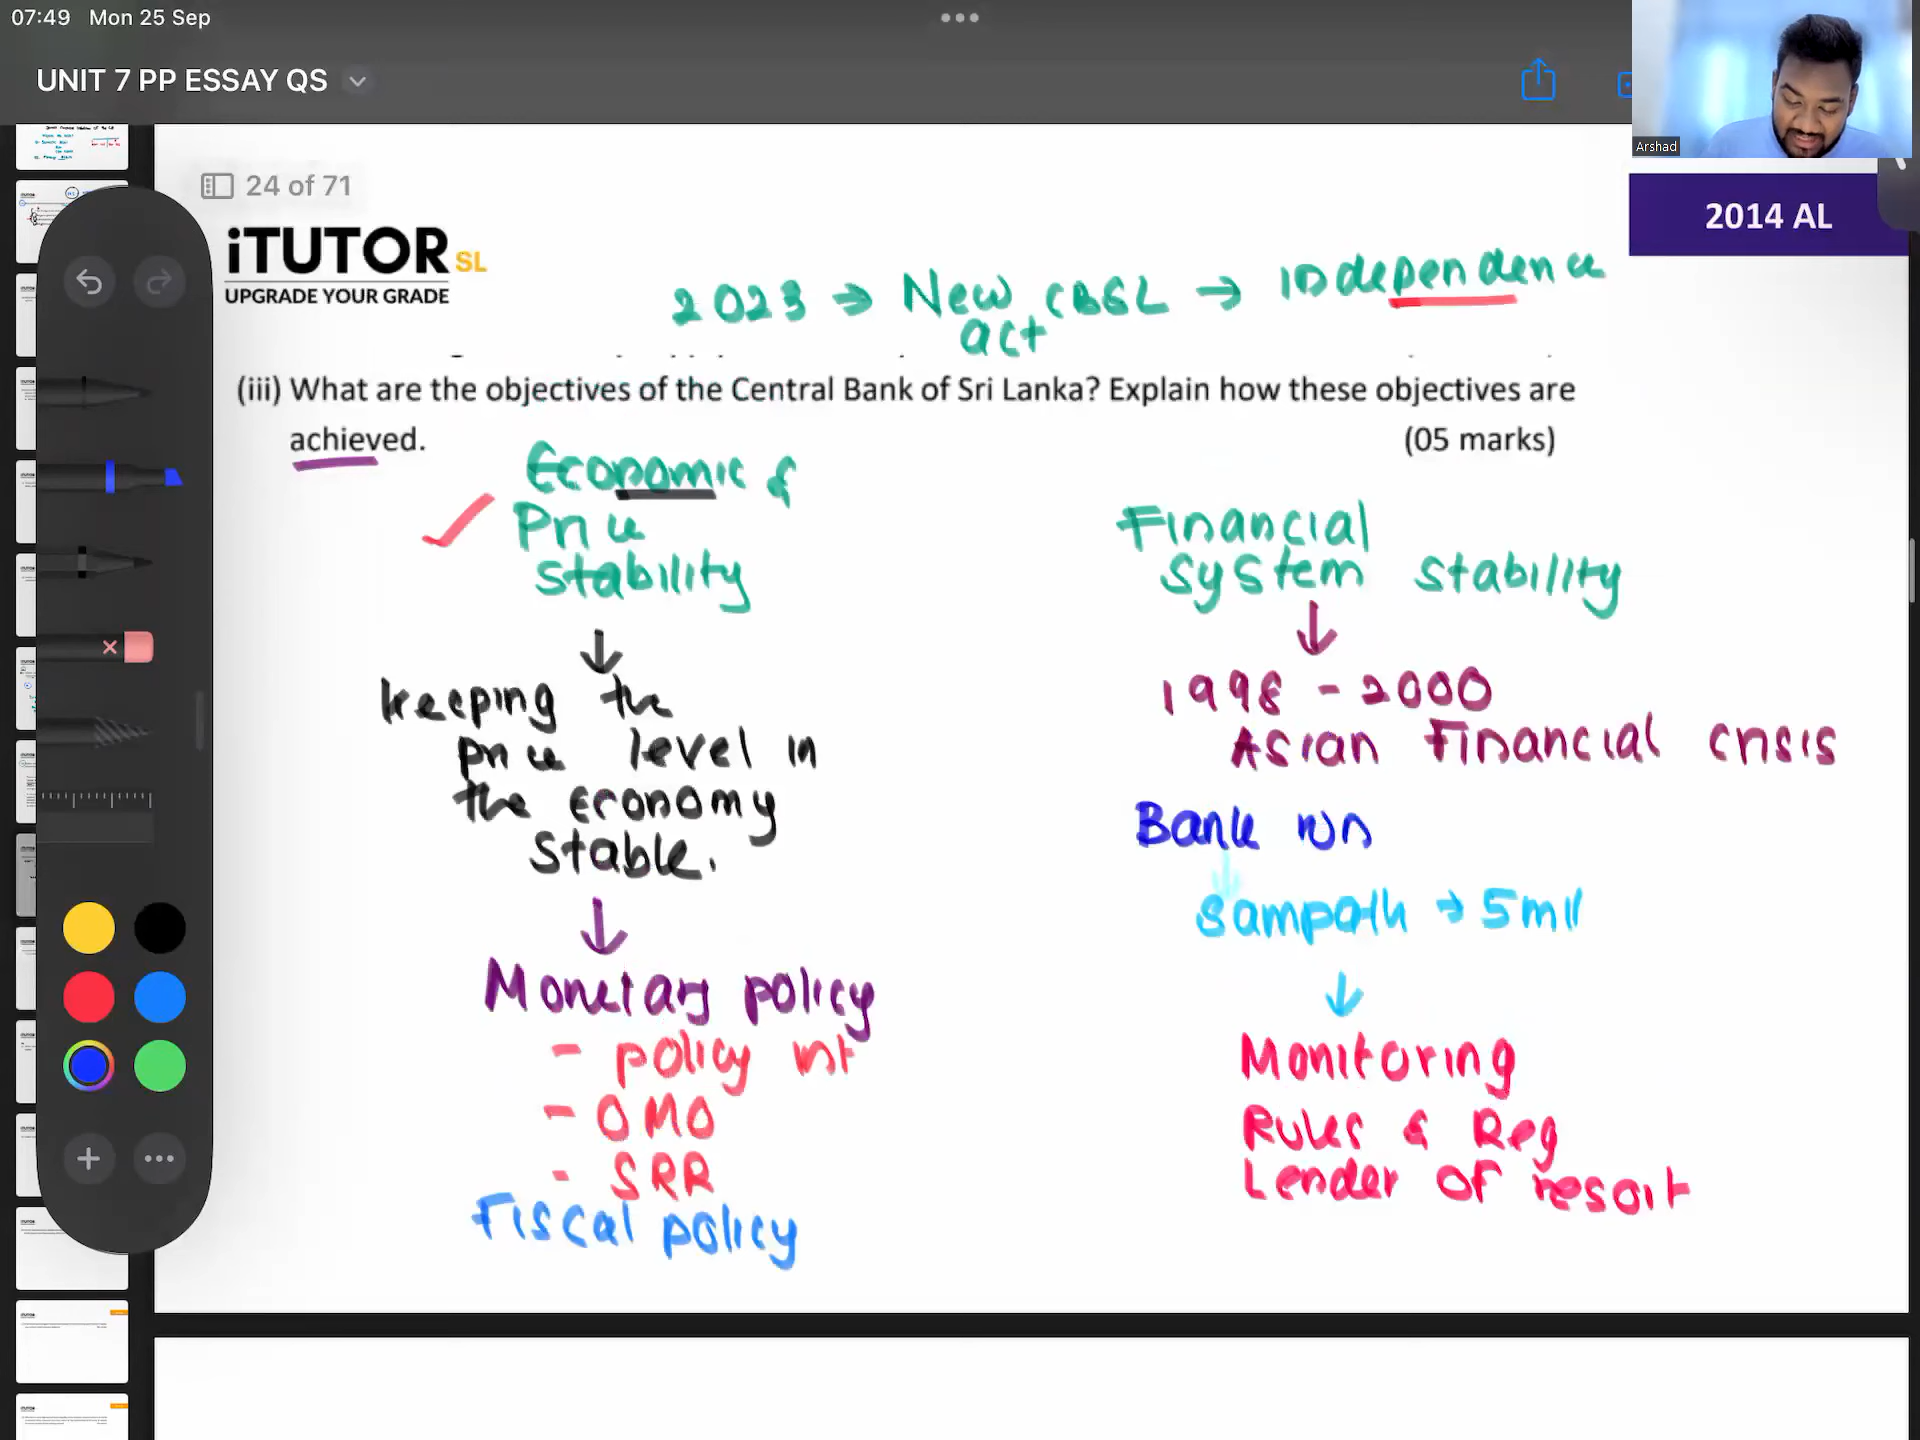 07:49 Mon 25 Sep
UNIT 7 PP ESSAY QS
Arshad
24 of 71
2014 AL
iTUTOR SL
UPGRADE YOUR GRADE
2023 → New CBSL → Independence
act
(iii) What are the objectives of the Central Bank of Sri Lanka? Explain how these objectives are
achieved. (05 marks)
Economic &
Price
Stability
Keeping the
price level in
the Economy
Stable.
Monetary policy
- policy int
- OMO
- SRR
Fiscal policy
Financial
System Stability
1998 - 2000
Asian Financial crisis
Bank run
Sampath → 5mil
Monitoring
Rules & Reg
Lender of resort